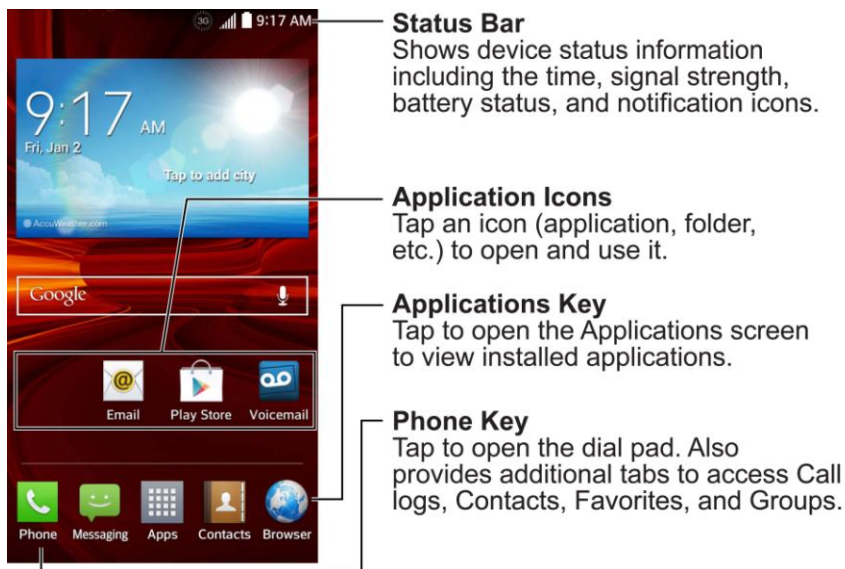 3G 9:17 AM
9:17 AM
Fri, Jan 2
Tap to add city
AccuWeather.com
Google
Email Play Store Voicemail
Phone Messaging Apps Contacts Browser
Status Bar
Shows device status information
including the time, signal strength,
battery status, and notification icons.
Application Icons
Tap an icon (application, folder,
etc.) to open and use it.
Applications Key
Tap to open the Applications screen
to view installed applications.
Phone Key
Tap to open the dial pad. Also
provides additional tabs to access Call
logs, Contacts, Favorites, and Groups.